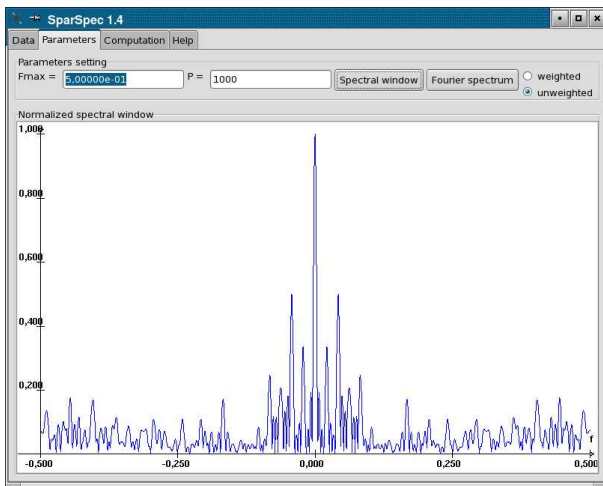 SparSpec 1.4
Data Parameters Computation Help
Parameters setting
Fmax = 5,00000e-01 P = 1000 Spectral window Fourier spectrum weighted
unweighted
Normalized spectral window
1,000
0,800
0,600
0,400
0,200
f
-0,500 -0,250 0,000 0,250 0,500